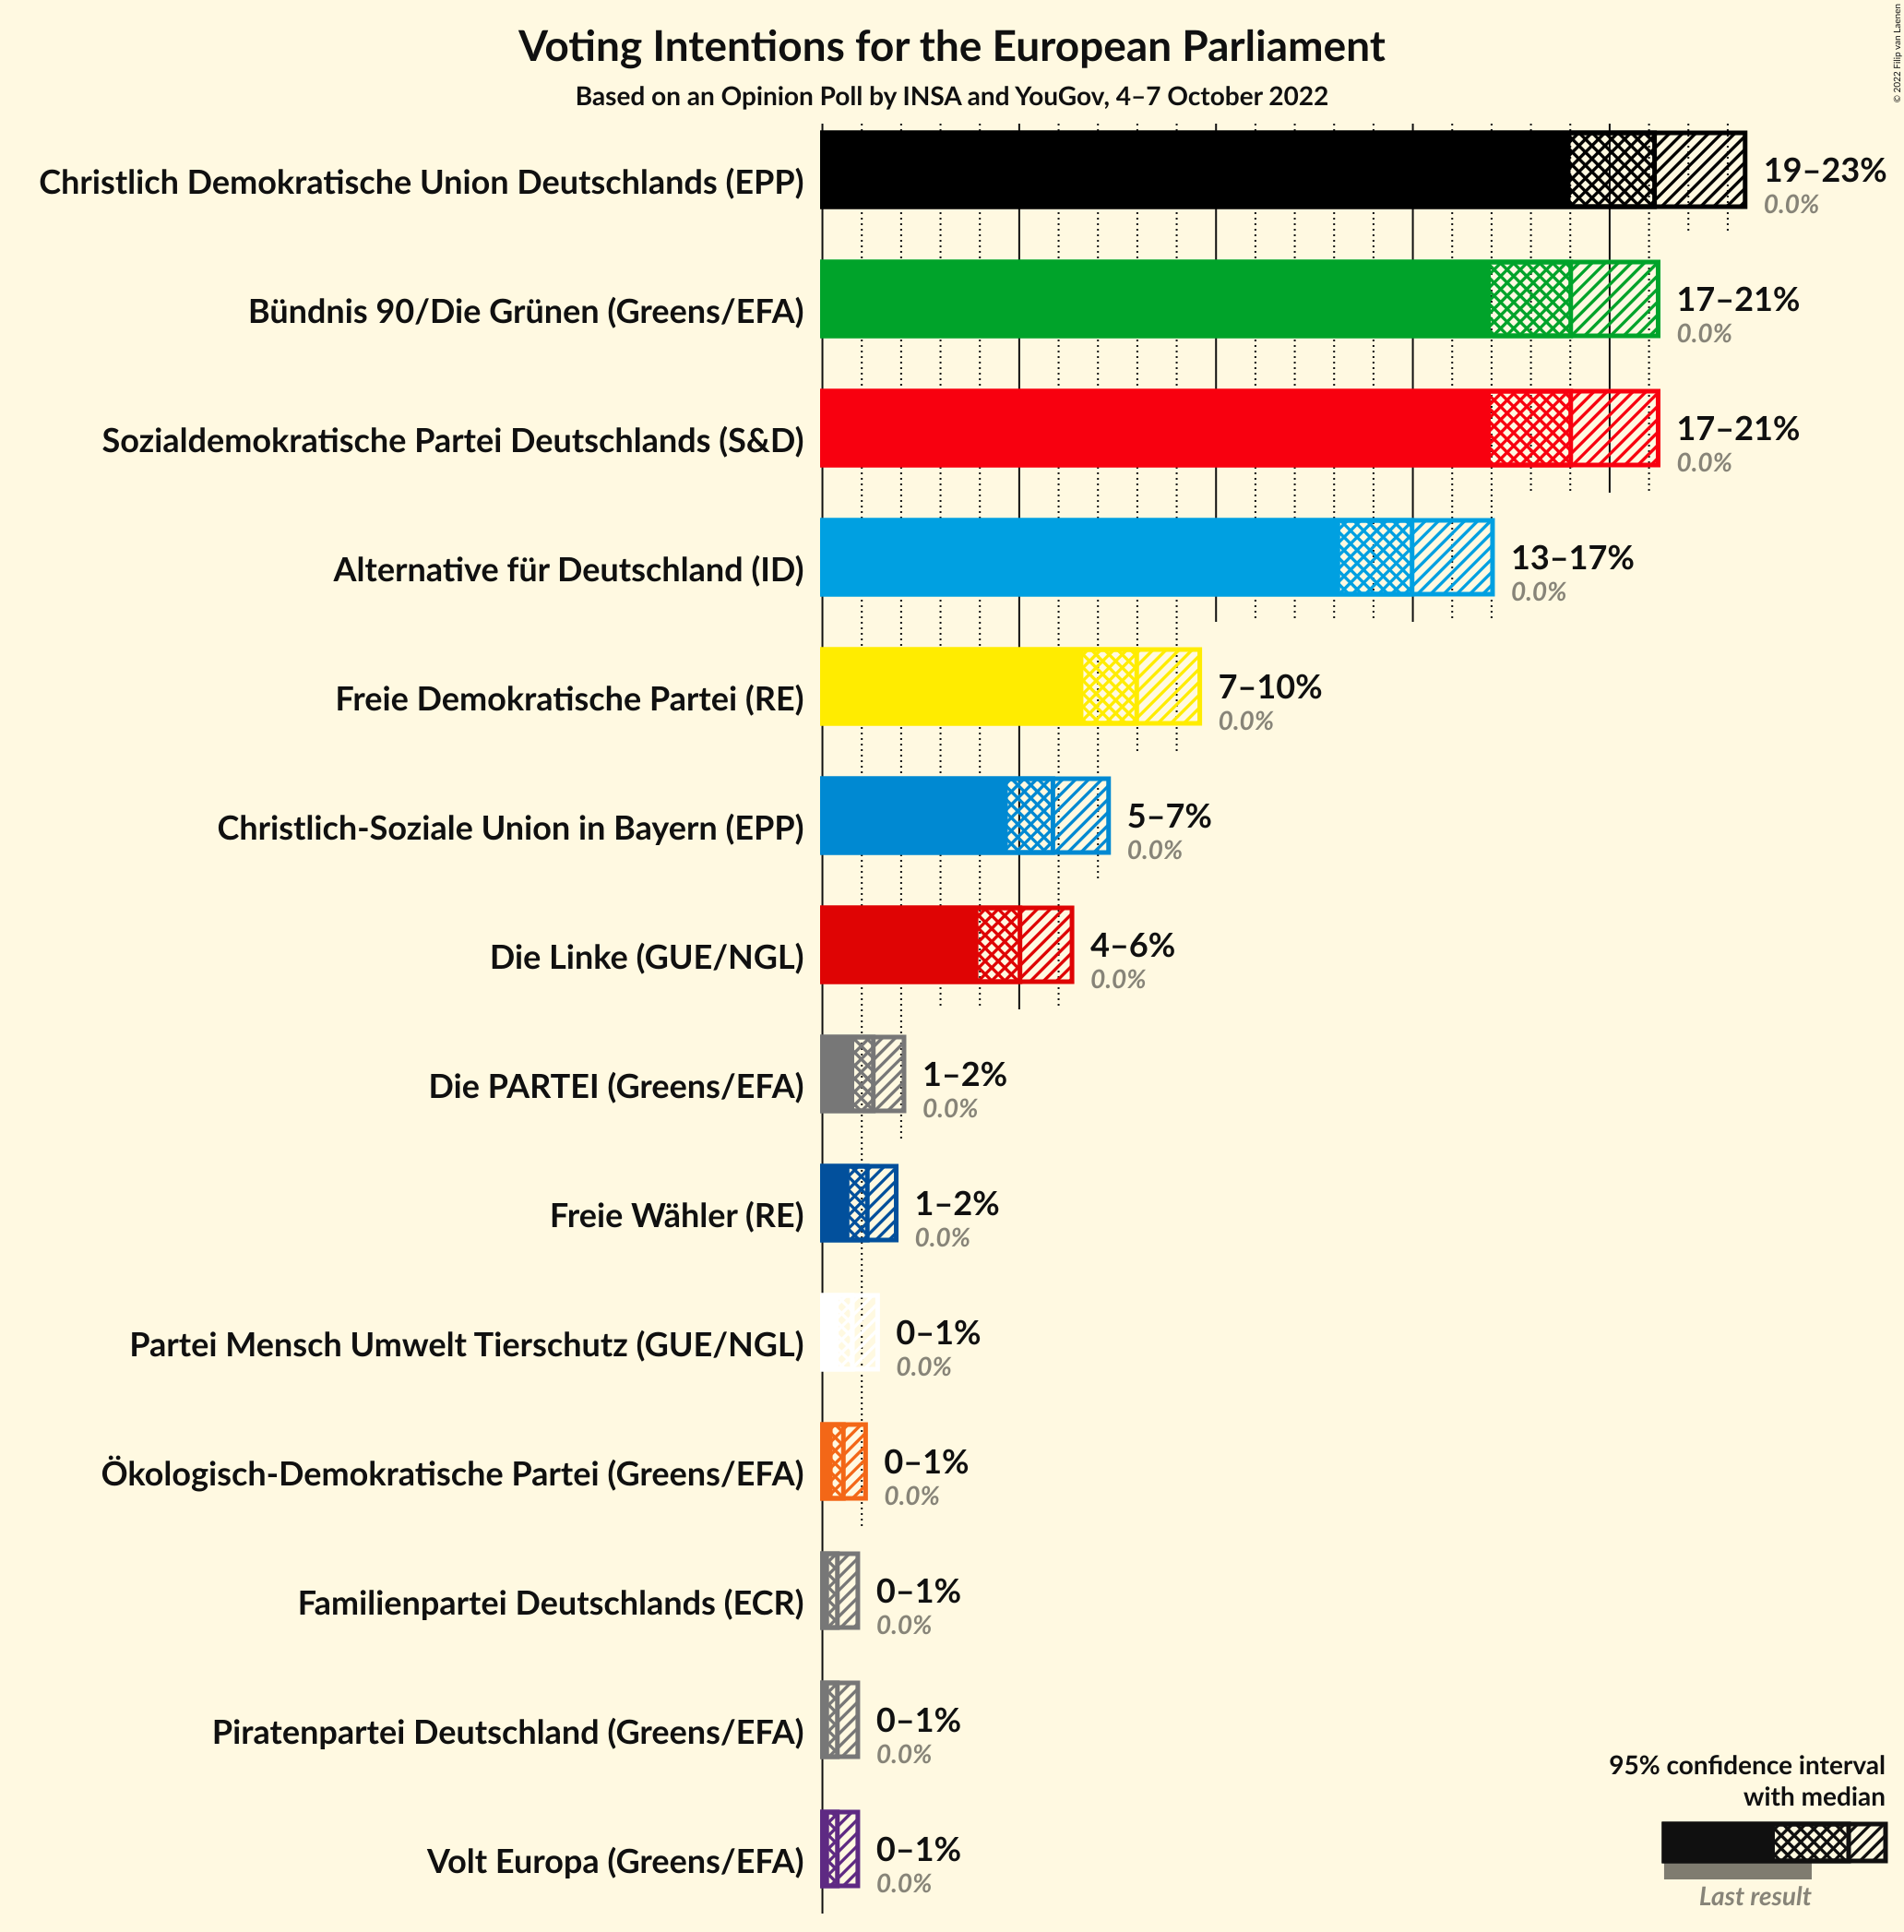 Voting Intentions for the European Parliament
Based on an Opinion Poll by INSA and YouGov, 4–7 October 2022
© 2022 Filip van Laenen
Christlich Demokratische Union Deutschlands (EPP)
19–23%
0.0%
Bündnis 90/Die Grünen (Greens/EFA)
17–21%
0.0%
Sozialdemokratische Partei Deutschlands (S&D)
17–21%
0.0%
Alternative für Deutschland (ID)
13–17%
0.0%
Freie Demokratische Partei (RE)
7–10%
0.0%
Christlich-Soziale Union in Bayern (EPP)
5–7%
0.0%
Die Linke (GUE/NGL)
4–6%
0.0%
Die PARTEI (Greens/EFA)
1–2%
0.0%
Freie Wähler (RE)
1–2%
0.0%
Partei Mensch Umwelt Tierschutz (GUE/NGL)
0–1%
0.0%
Ökologisch-Demokratische Partei (Greens/EFA)
0–1%
0.0%
Familienpartei Deutschlands (ECR)
0–1%
0.0%
Piratenpartei Deutschland (Greens/EFA)
0–1%
0.0%
Volt Europa (Greens/EFA)
0–1%
0.0%
95% confidence interval
with median
Last result